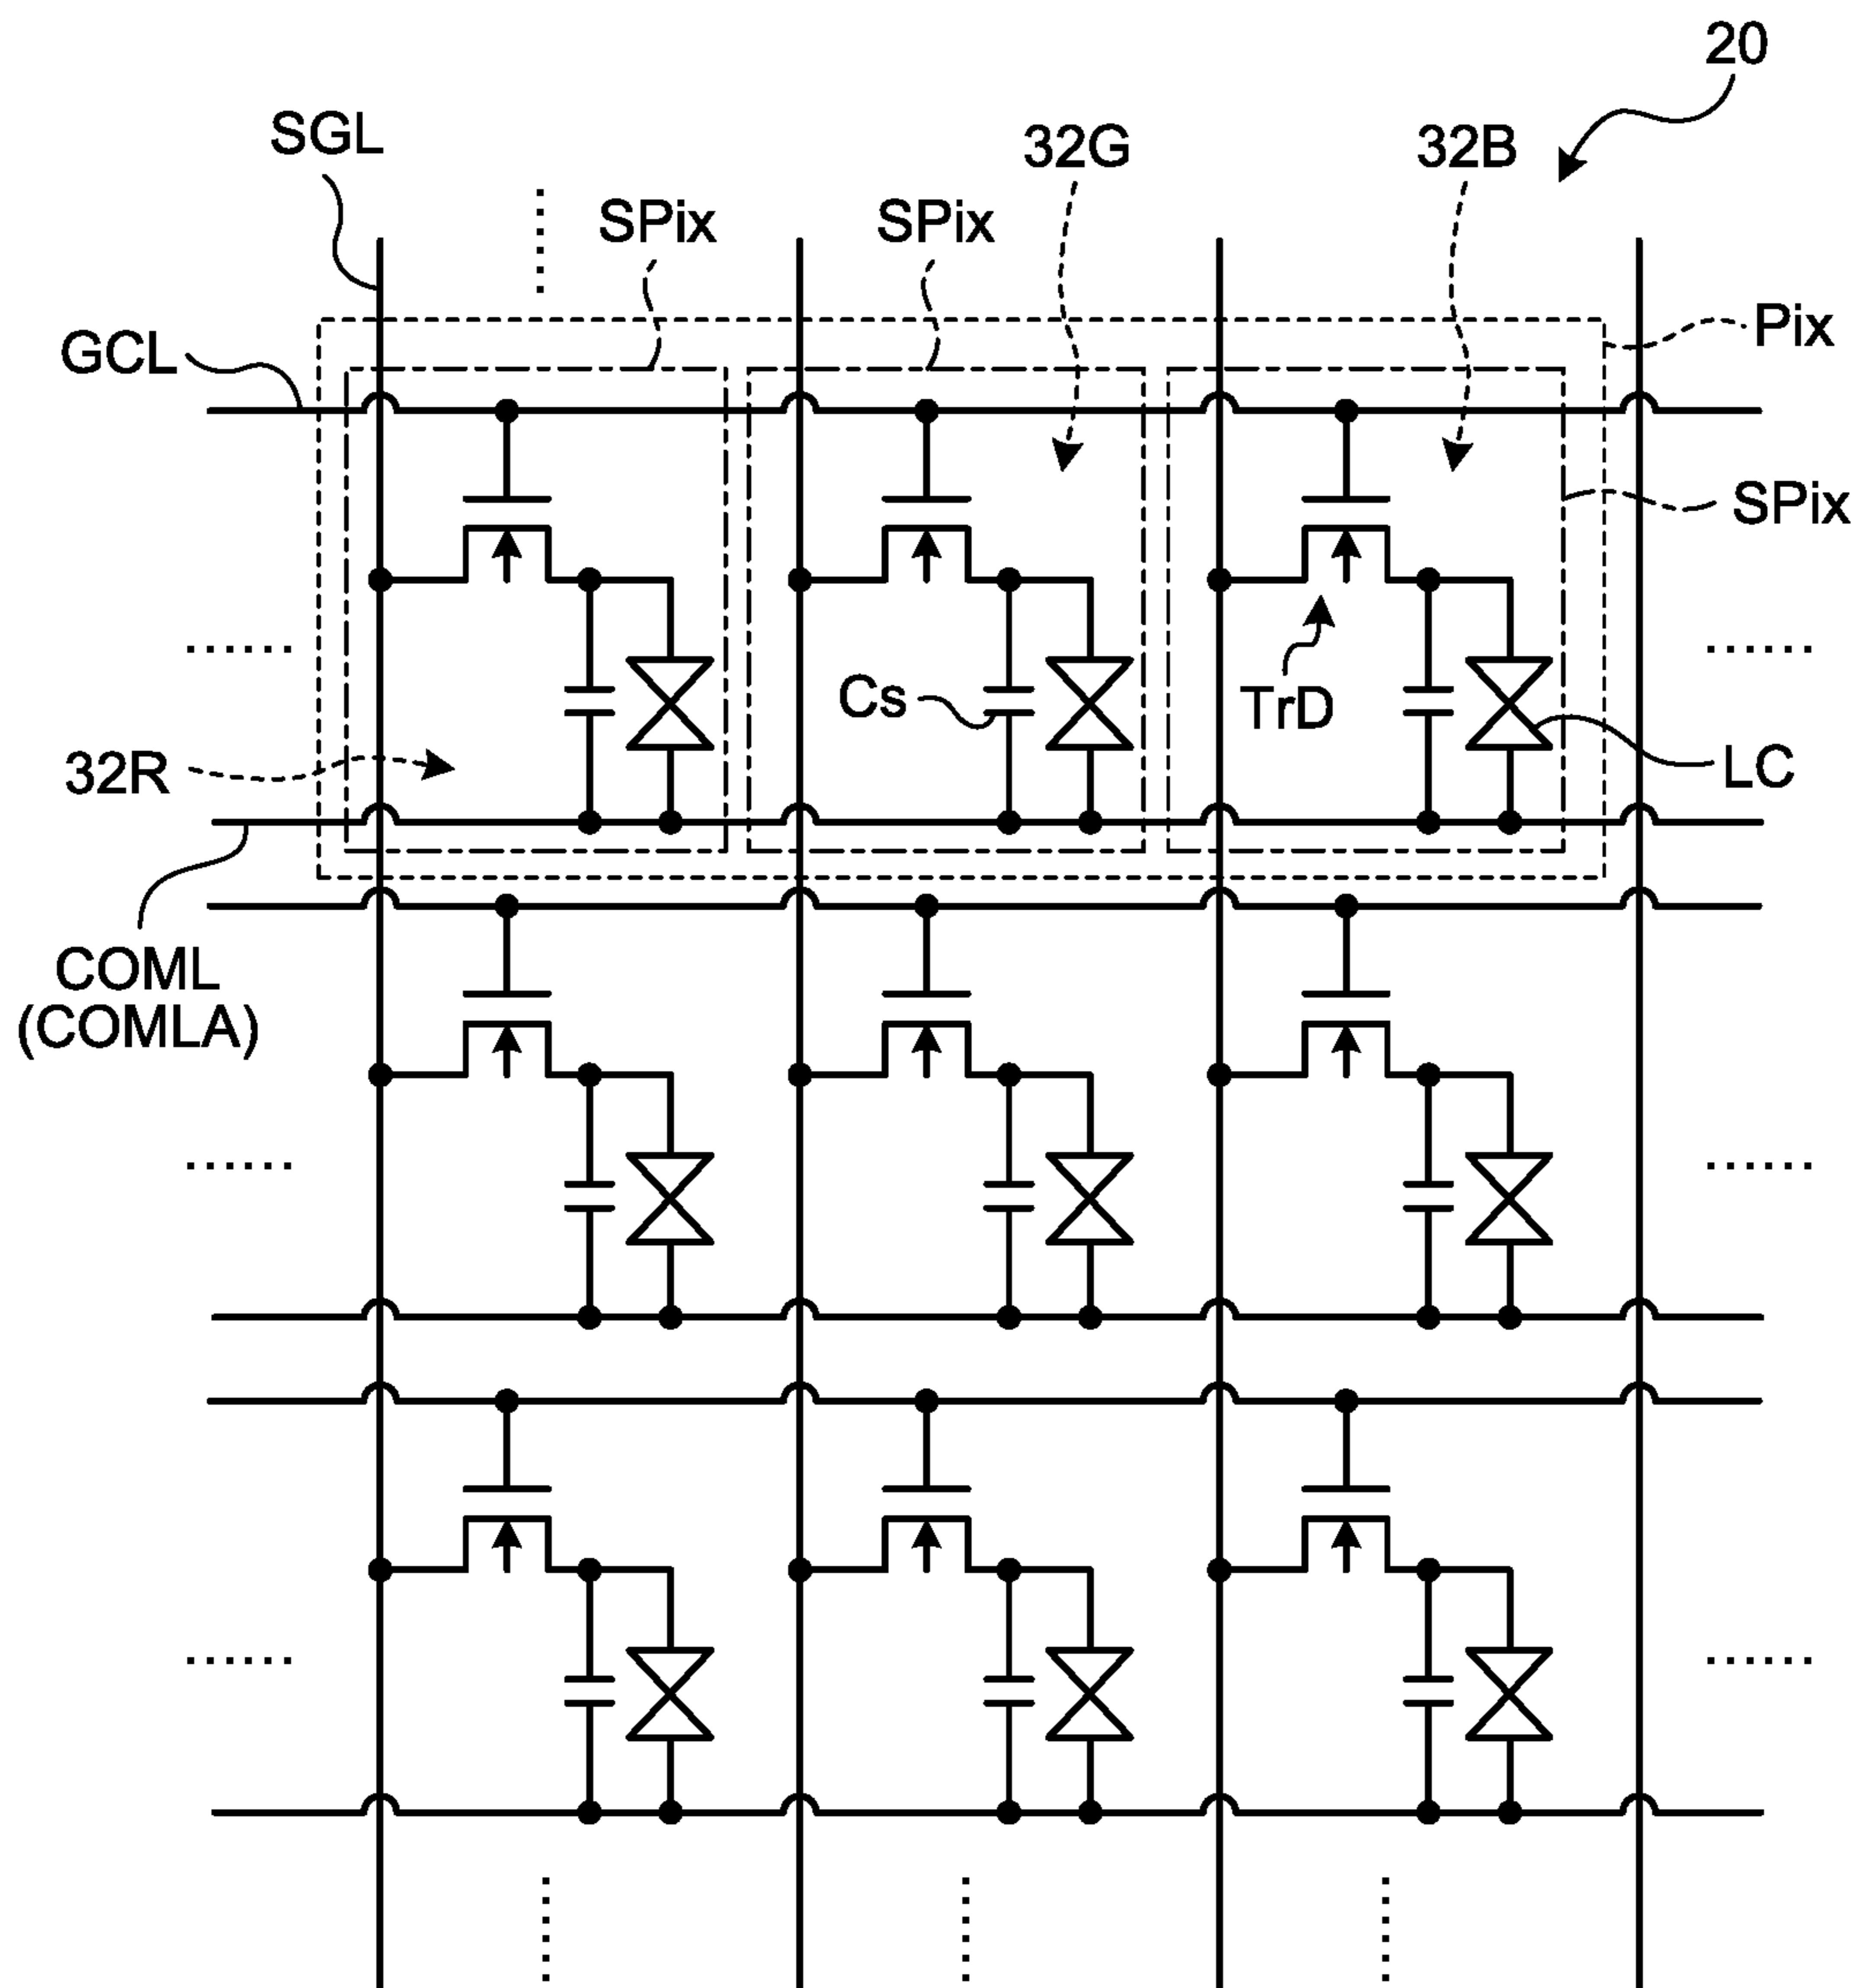 20
SGL
32G
32B
SPix
SPix
Pix
GCL
SPix
Cs
TrD
LC
32R
COML
(COMLA)